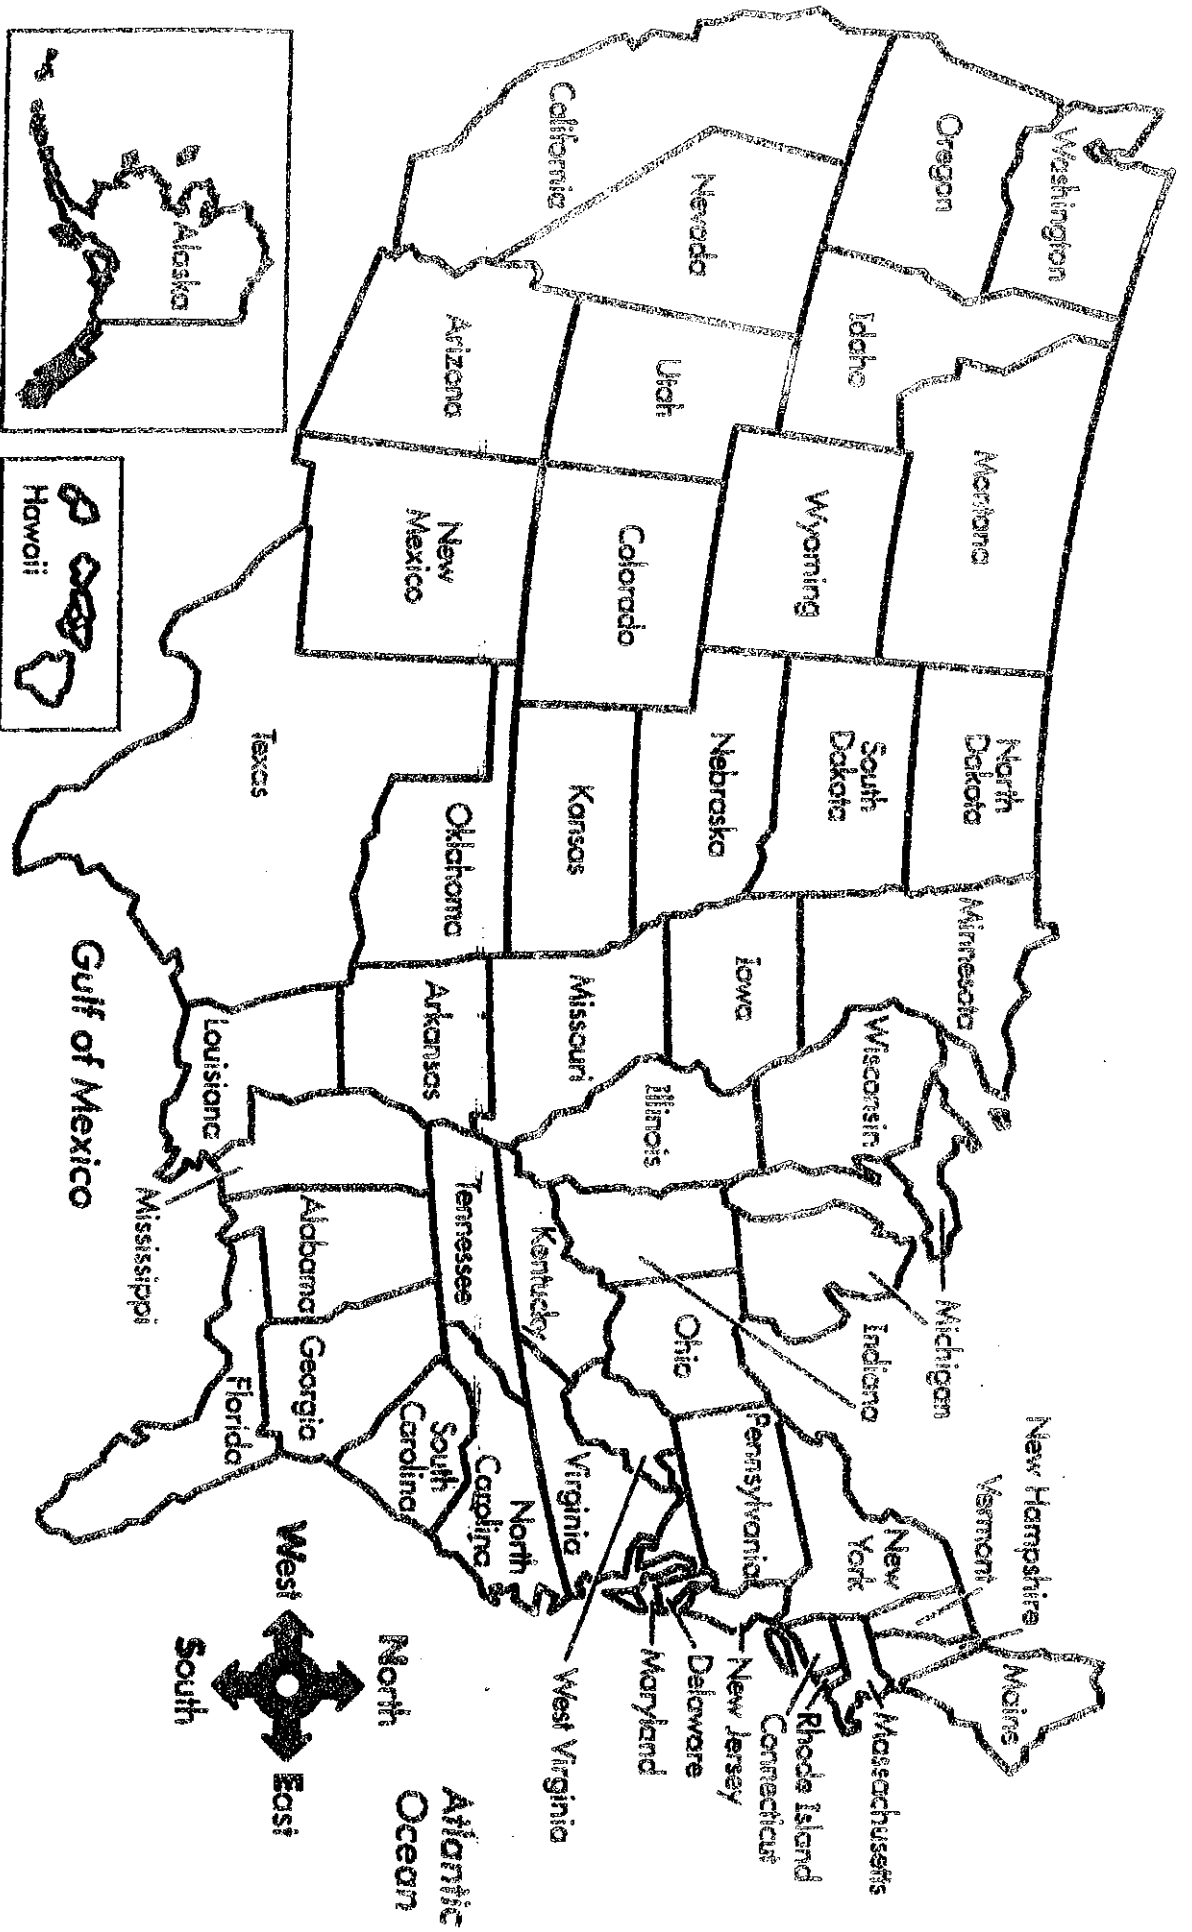 Washington
Oregon
California
Nevada
Idaho
Montana
Wyoming
Utah
Arizona
Colorado
New
Mexico
North
Dakota
South
Dakota
Nebraska
Kansas
Oklahoma
Texas
Minnesota
Iowa
Missouri
Arkansas
Louisiana
Wisconsin
Illinois
Michigan
Indiana
Ohio
Kentucky
Tennessee
Mississippi
Alabama
Georgia
Florida
South
Carolina
North
Carolina
Virginia
West Virginia
Pennsylvania
New
York
New Hampshire
Vermont
Maine
Massachusetts
Rhode Island
Connecticut
New Jersey
Delaware
Maryland
Alaska
Hawaii
Gulf of Mexico
Atlantic
Ocean
North
West
East
South